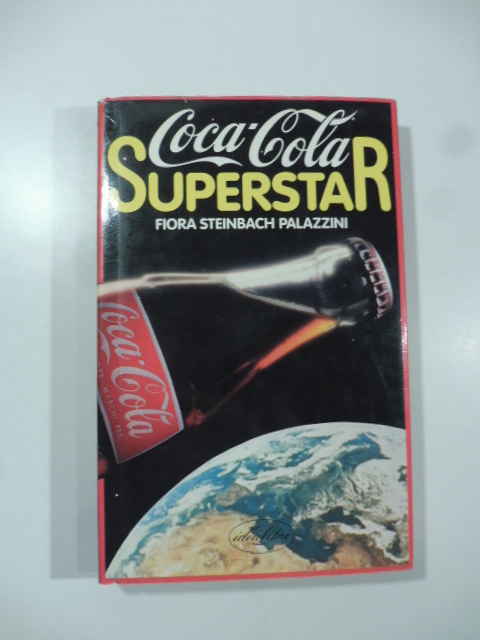 Coca-Cola
SUPERSTAR
FIORA STEINBACH PALAZZINI
Coca-Cola
idealibri